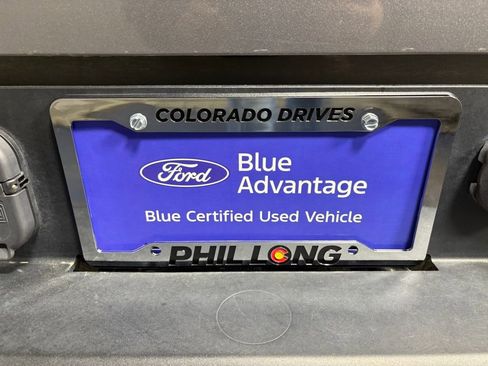 COLORADO DRIVES
Ford
Blue
Advantage
Blue Certified Used Vehicle
PHIL LONG